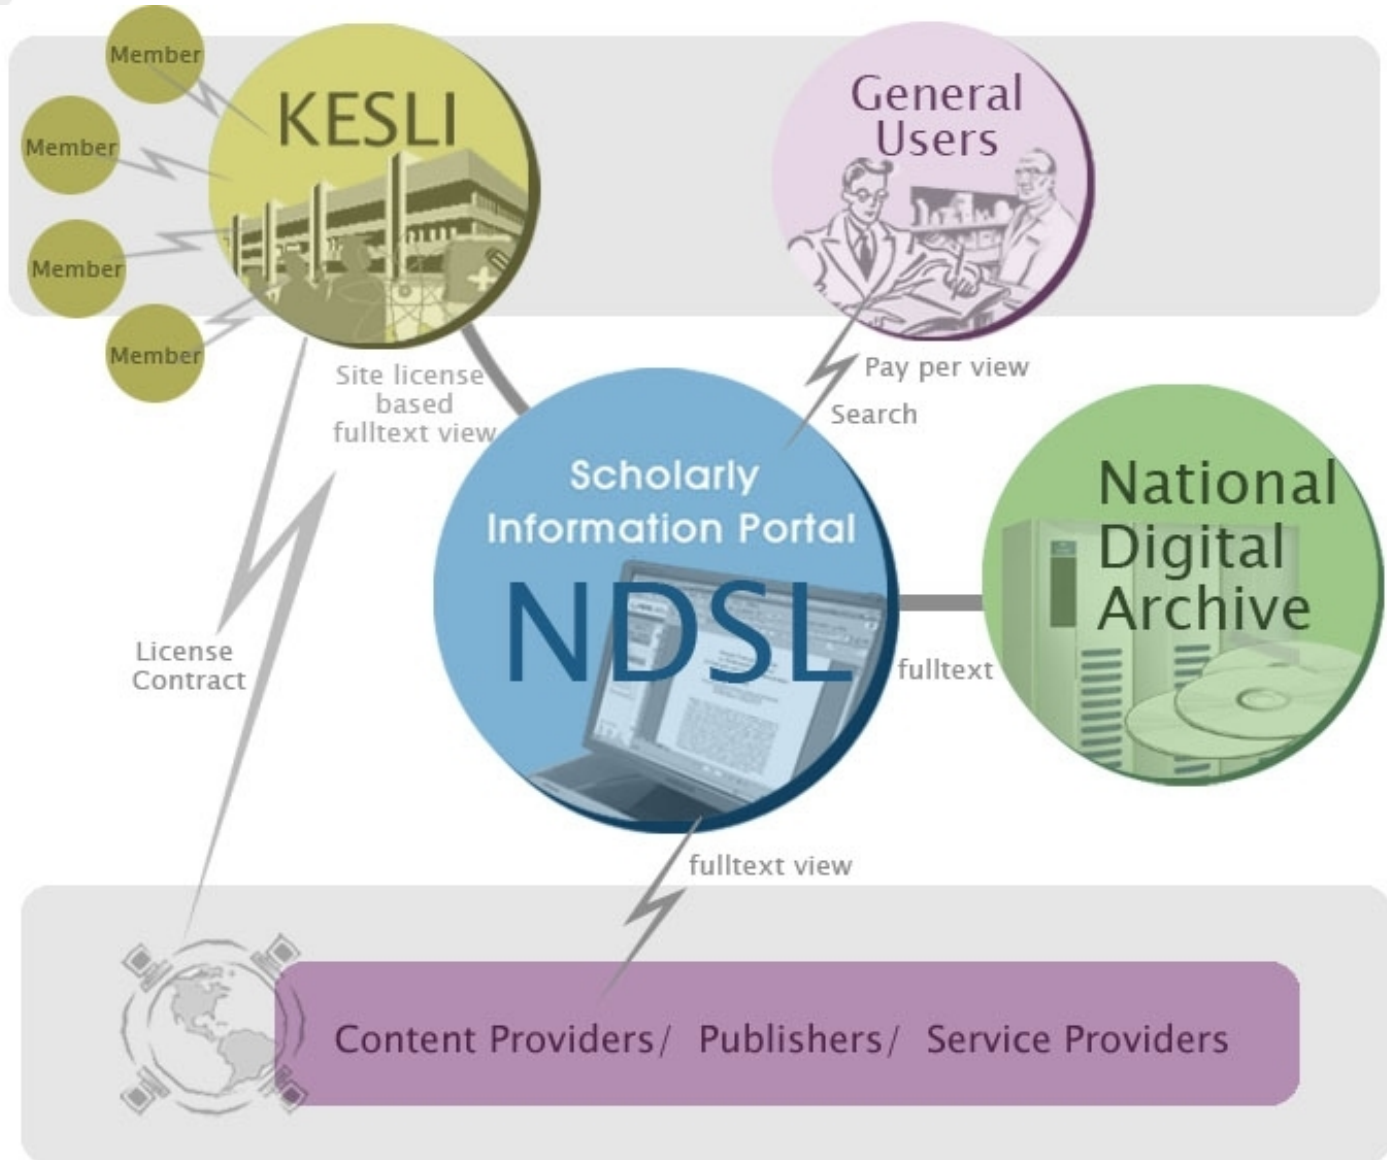 Member
Member
Member
Member
KESLI
General
Users
Site license
based
fulltext view
Pay per view
Search
Scholarly
Information Portal
NDSL
National
Digital
Archive
fulltext
License
Contract
fulltext view
Content Providers/ Publishers/ Service Providers